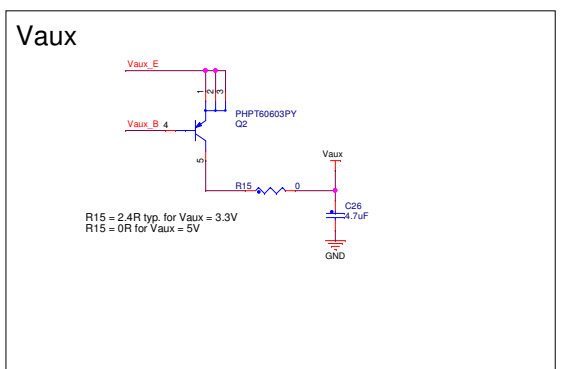 Vaux
Vaux_E
1
2
3
PHPT60603PY
Q2
Vaux_B 4
5
Vaux
R15 0
C26
4.7uF
R15 = 2.4R typ. for Vaux = 3.3V
R15 = 0R for Vaux = 5V
GND